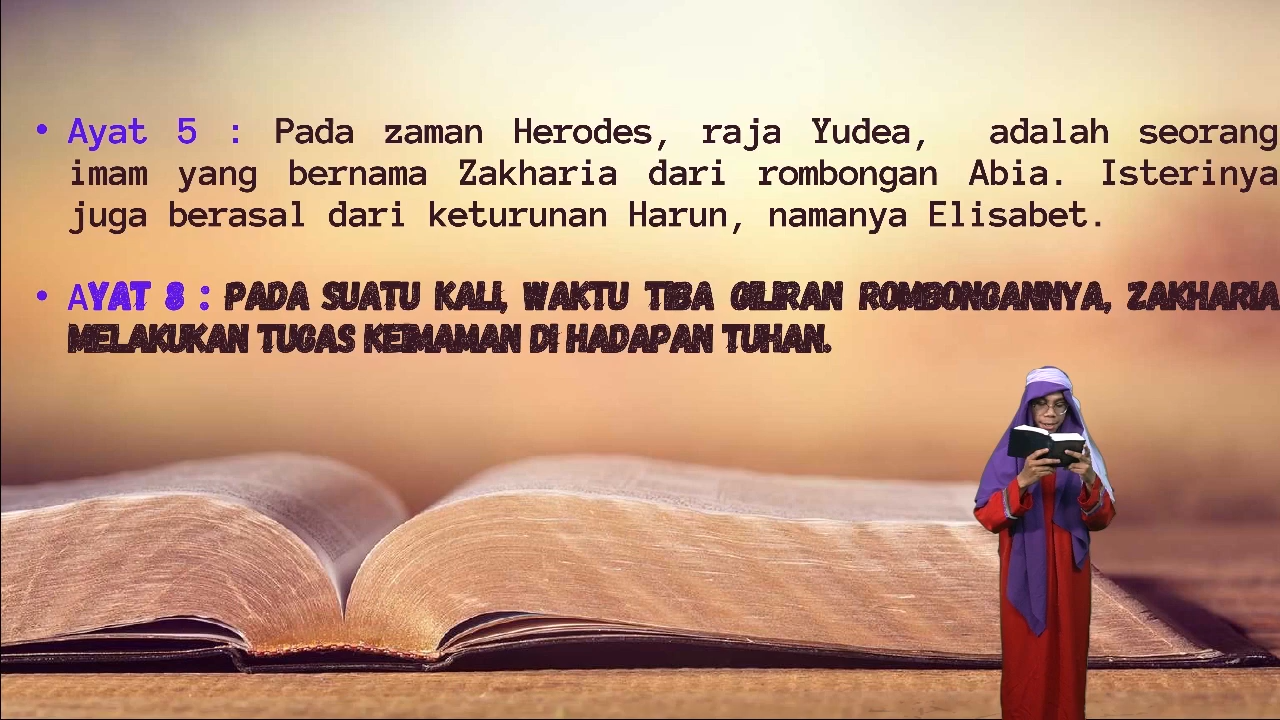 • Ayat 5 : Pada zaman Herodes, raja Yudea, adalah seorang
imam yang bernama Zakharia dari rombongan Abia. Isterinya
juga berasal dari keturunan Harun, namanya Elisabet.
• AYAT 8 : PADA SUATU KALI, WAKTU TIBA GILIRAN ROMBONGANNYA, ZAKHARIA
MELAKUKAN TUGAS KEIMAMAN DI HADAPAN TUHAN.